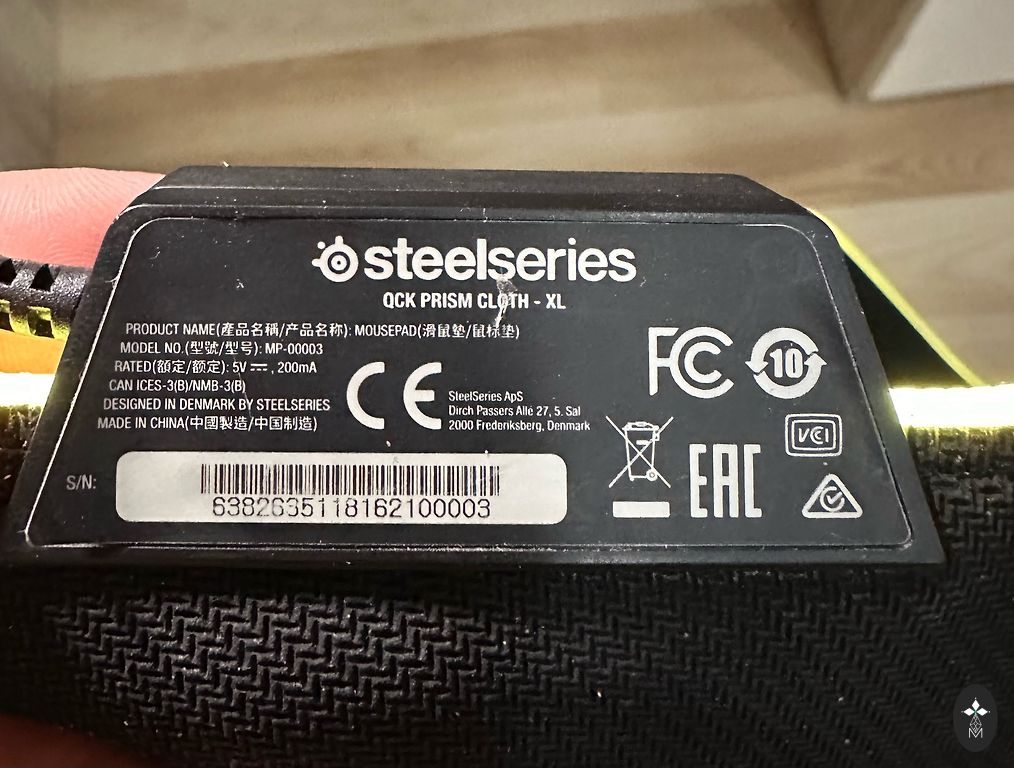 steelseries
QCK PRISM CLOTH - XL
PRODUCT NAME(產品名稱/产品名称): MOUSEPAD(滑鼠墊/鼠标垫)
MODEL NO.(型號/型号): MP-00003
RATED(額定/额定): 5V ⎓, 200mA
CAN ICES-3(B)/NMB-3(B)
DESIGNED IN DENMARK BY STEELSERIES
MADE IN CHINA(中國製造/中国制造)
CE
SteelSeries ApS
Dirch Passers Allé 27, 5. Sal
2000 Frederiksberg, Denmark
FC
10
VCI
EAC
S/N:
6382635118162100003
M